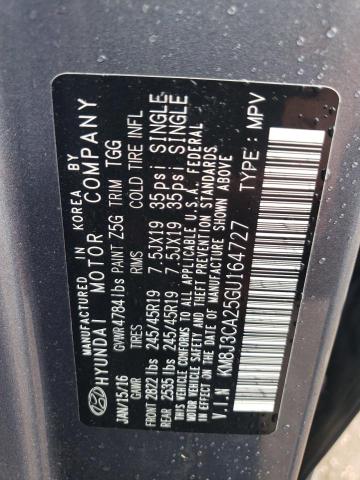 MANUFACTURED IN KOREA BY
HYUNDAI MOTOR COMPANY
JAN/15/16 GVWR4784lbs PAINT Z5G TRIM TGG
GAWR TIRES RIMS COLD TIRE INFL
FRONT 2822 lbs 245/45R19 7.5JX19 35psi SINGLE
REAR 2535 lbs 245/45R19 7.5JX19 35psi SINGLE
THIS VEHICLE CONFORMS TO ALL APPLICABLE U.S.A. FEDERAL
MOTOR VEHICLE SAFETY, BUMPER, AND THEFT PREVENTION
STANDARDS IN EFFECT ON THE DATE OF MANUFACTURE SHOWN ABOVE.
V.I.N KM8J3CA25GU164727 TYPE : MPV